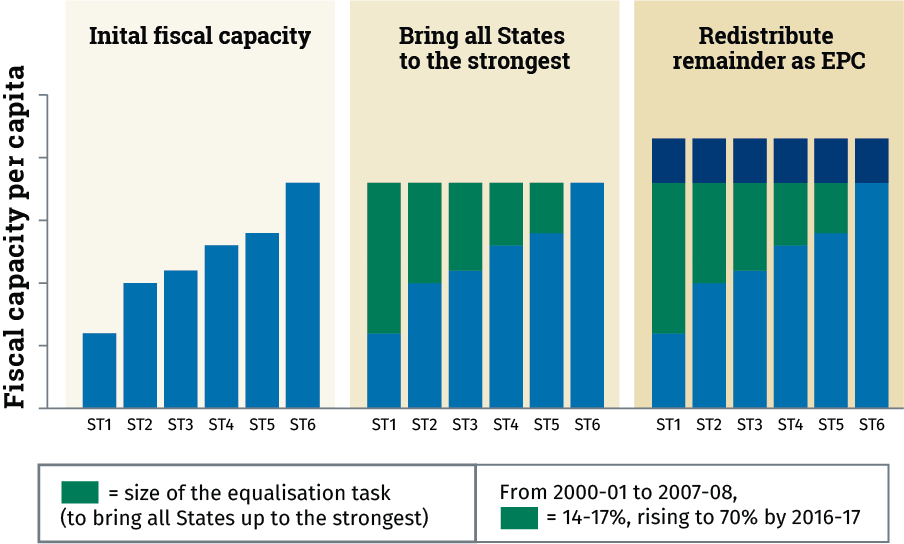 Inital fiscal capacity
Bring all States
to the strongest
Redistribute
remainder as EPC
Fiscal capacity per capita
ST1 ST2 ST3 ST4 ST5 ST6
ST1 ST2 ST3 ST4 ST5 ST6
ST1 ST2 ST3 ST4 ST5 ST6
= size of the equalisation task
(to bring all States up to the strongest)
From 2000-01 to 2007-08,
= 14-17%, rising to 70% by 2016-17